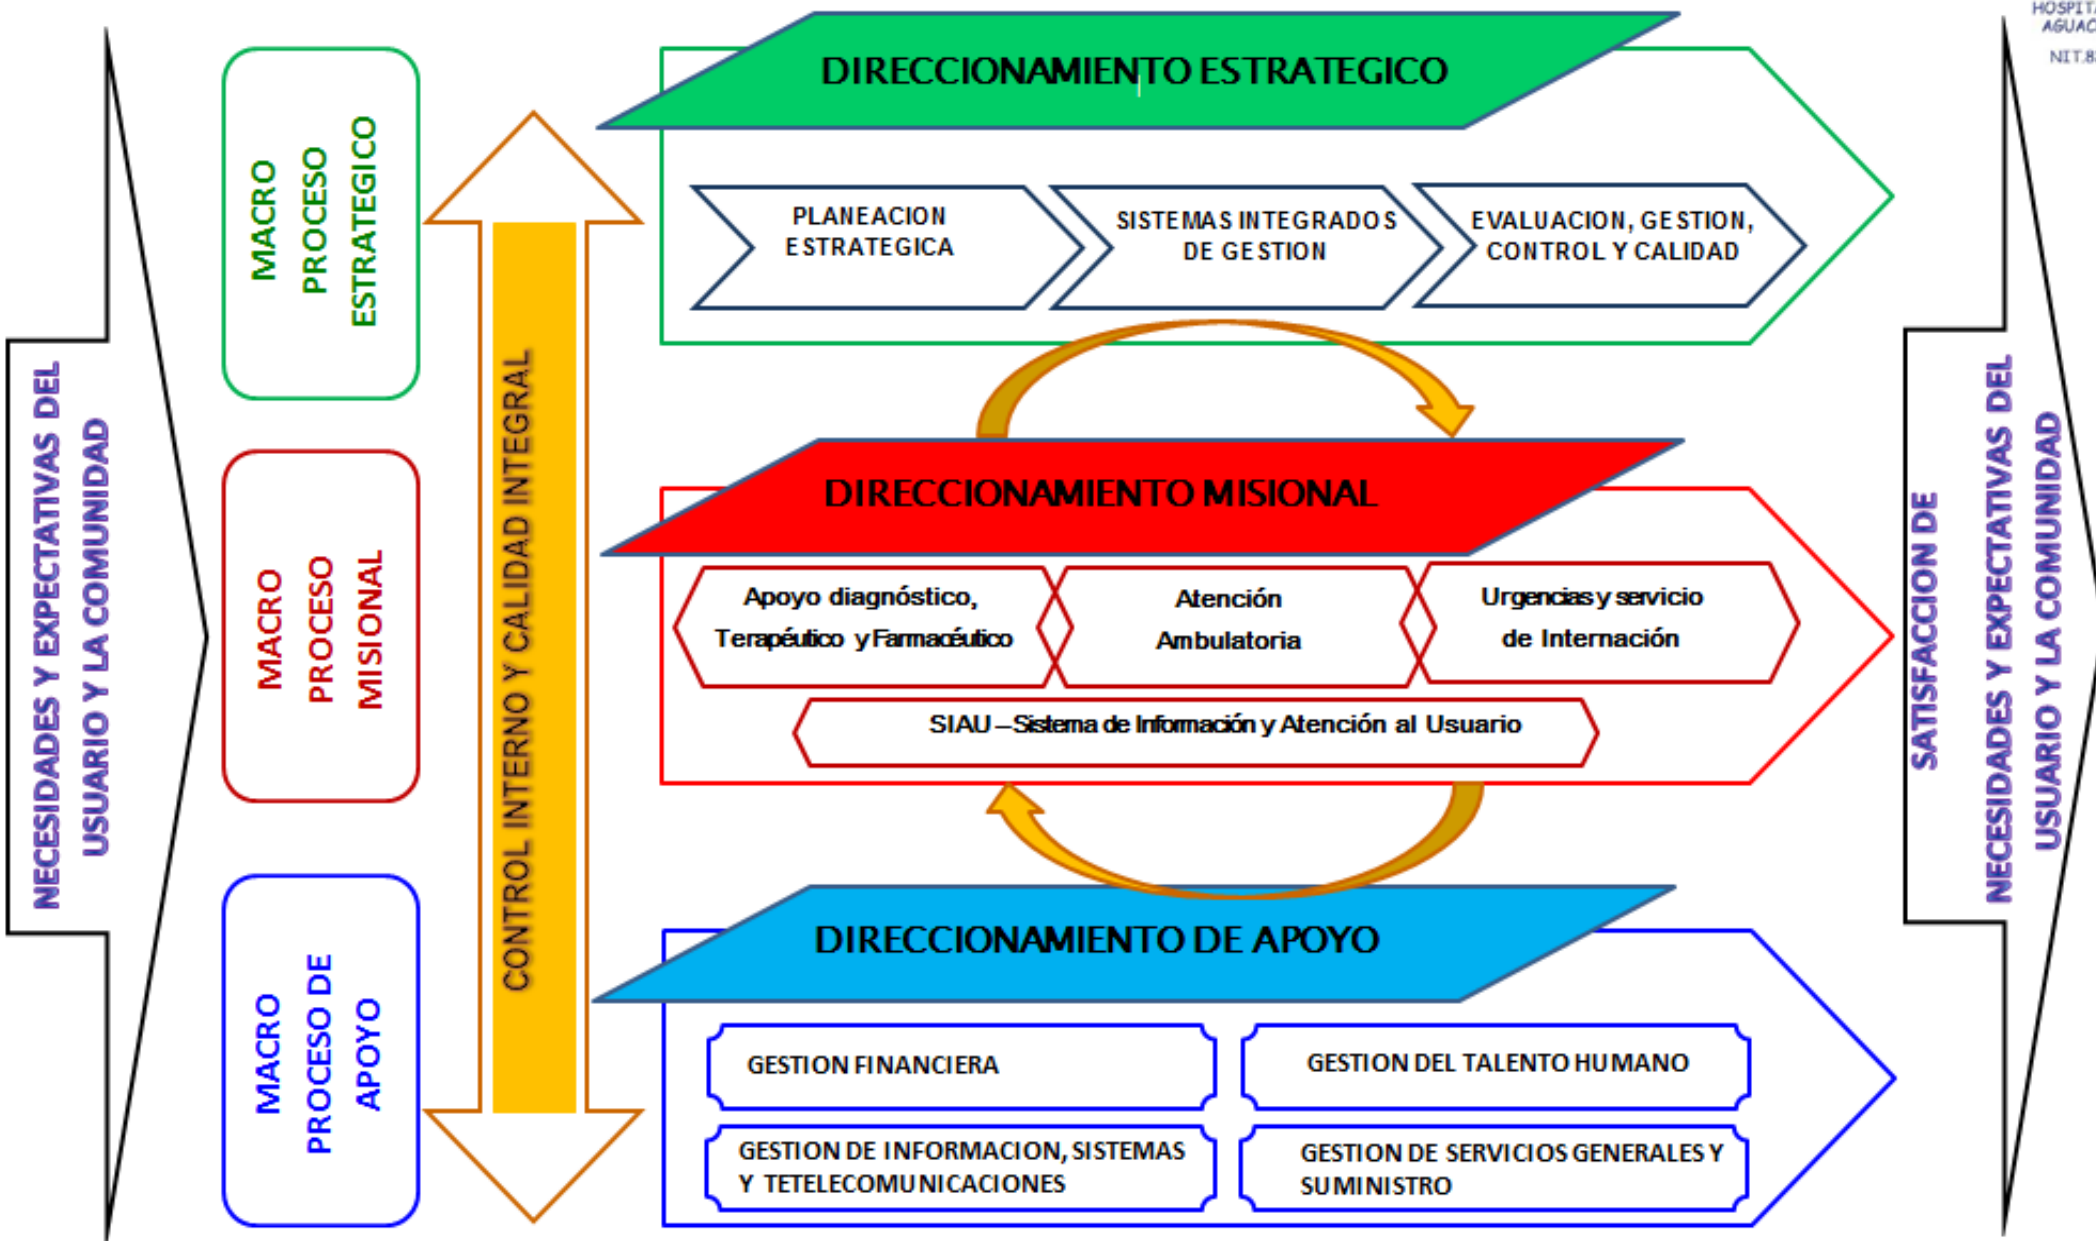 NECESIDADES Y EXPECTATIVAS DEL
USUARIO Y LA COMUNIDAD
MACRO
PROCESO
ESTRATEGICO
MACRO
PROCESO
MISIONAL
MACRO
PROCESO DE
APOYO
CONTROL INTERNO Y CALIDAD INTEGRAL
DIRECCIONAMIENTO ESTRATEGICO
PLANEACION
ESTRATEGICA
SISTEMAS INTEGRADOS
DE GESTION
EVALUACION, GESTION,
CONTROL Y CALIDAD
DIRECCIONAMIENTO MISIONAL
Apoyo diagnóstico,
Terapéutico y Farmacéutico
Atención
Ambulatoria
Urgencias y servicio
de Internación
SIAU – Sistema de Información y Atención al Usuario
DIRECCIONAMIENTO DE APOYO
GESTION FINANCIERA
GESTION DEL TALENTO HUMANO
GESTION DE INFORMACION, SISTEMAS
Y TETELECOMUNICACIONES
GESTION DE SERVICIOS GENERALES Y
SUMINISTRO
SATISFACCION DE
NECESIDADES Y EXPECTATIVAS DEL
USUARIO Y LA COMUNIDAD
NIT.8